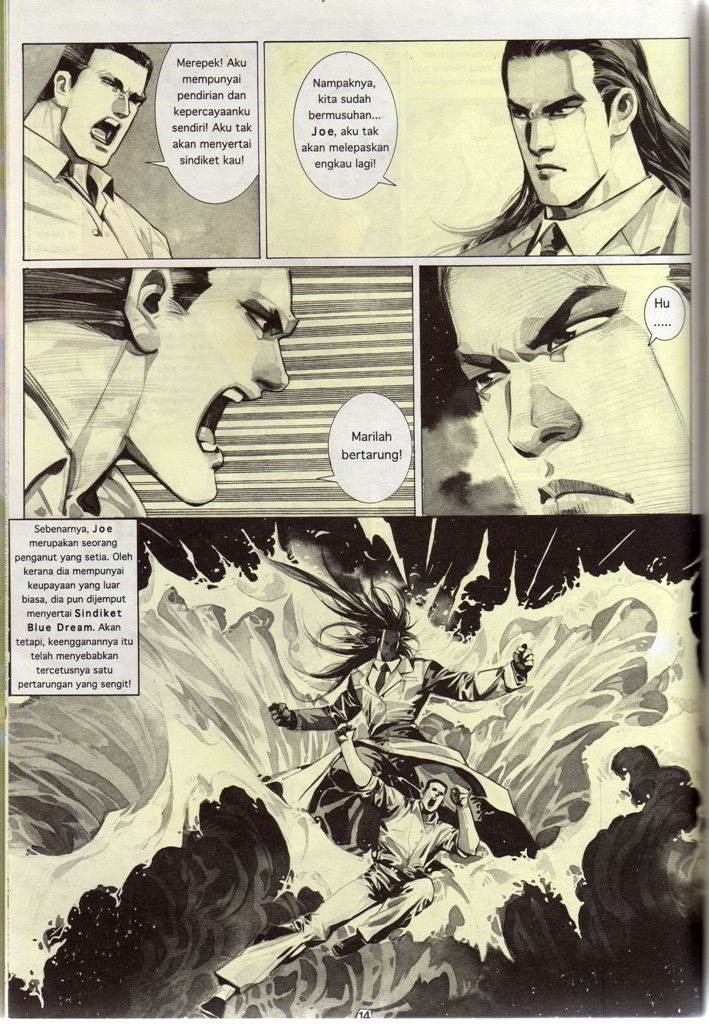 Merepek! Aku
mempunyai
pendirian dan
kepercayaanku
sendiri! Aku tak
akan menyertai
sindiket kau!
Nampaknya,
kita sudah
bermusuhan...
Joe, aku tak
akan melepaskan
engkau lagi!
Marilah
bertarung!
Hu
.....
Sebenarnya, Joe
merupakan seorang
penganut yang setia. Oleh
kerana dia mempunyai
keupayaan yang luar
biasa, dia pun dijemput
menyertai Sindiket
Blue Dream. Akan
tetapi, keengganannya itu
telah menyebabkan
tercetusnya satu
pertarungan yang sengit!
14